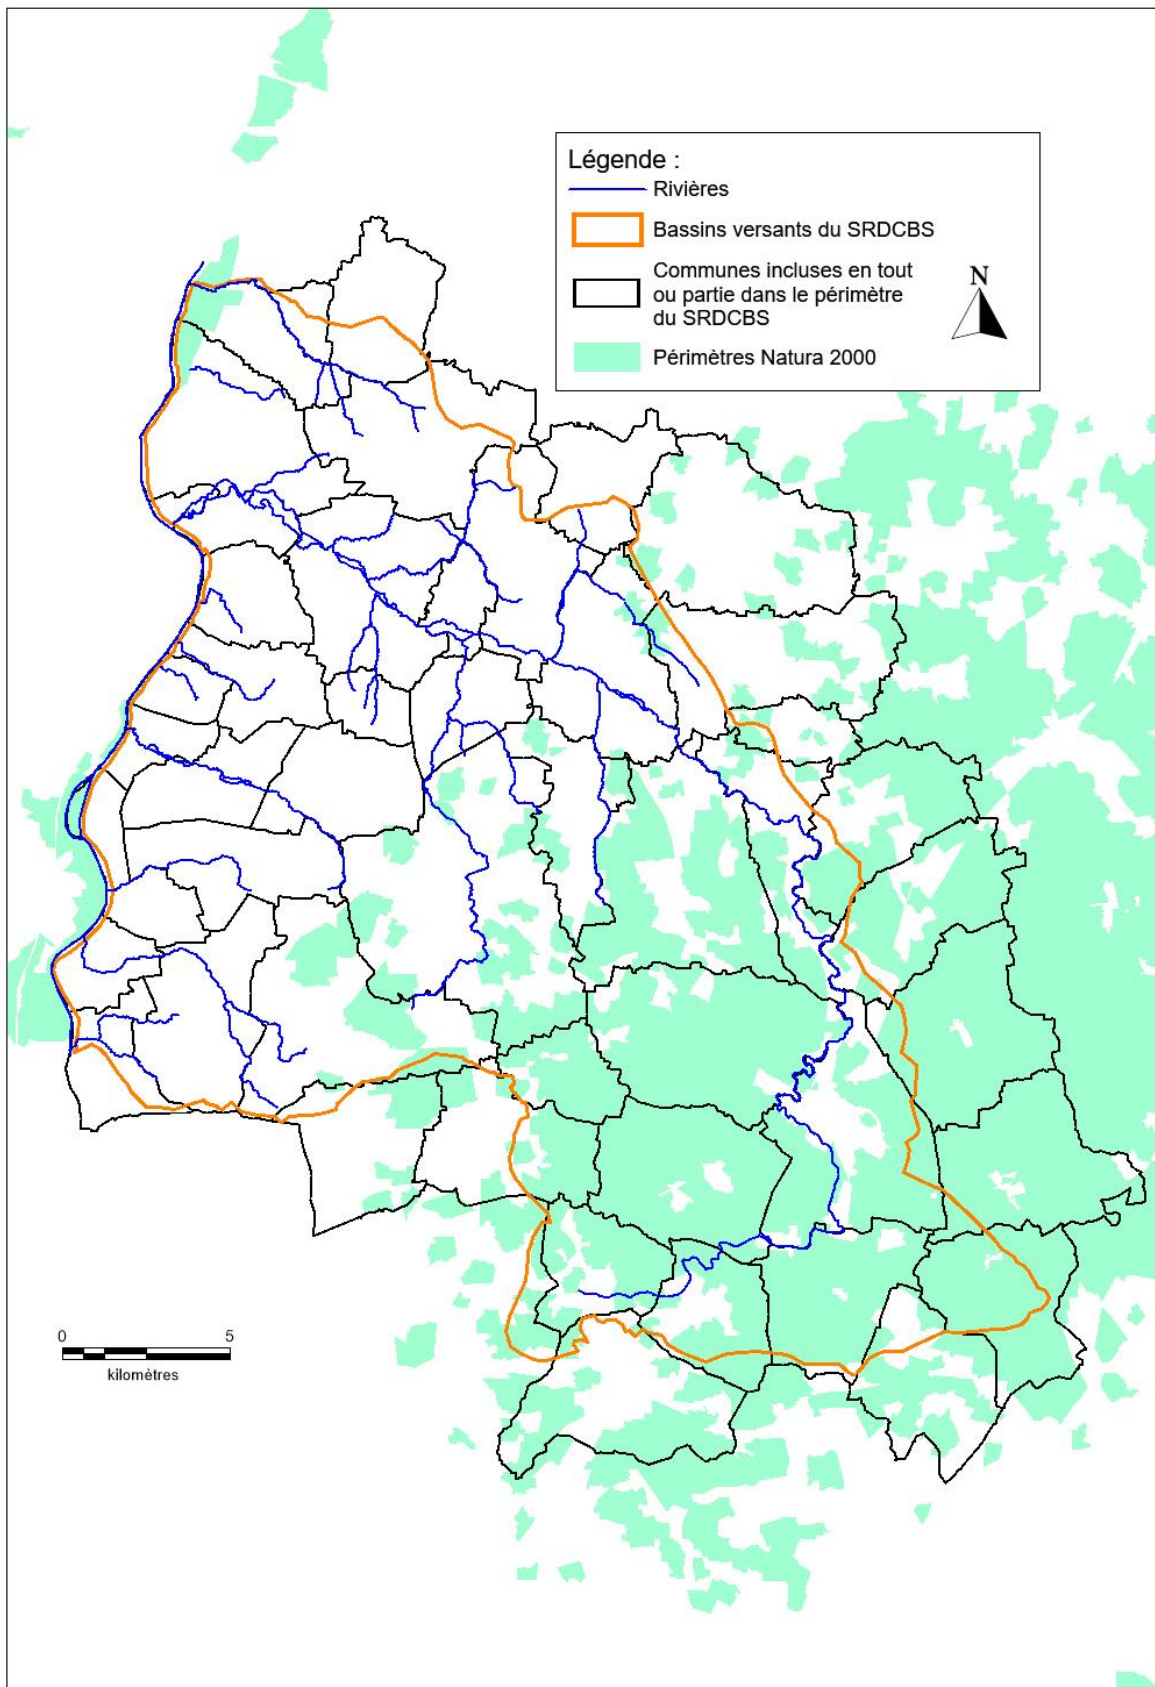 Légende :
Rivières
Bassins versants du SRDCBS
Communes incluses en tout
ou partie dans le périmètre
du SRDCBS
N
Périmètres Natura 2000
0 5
kilomètres